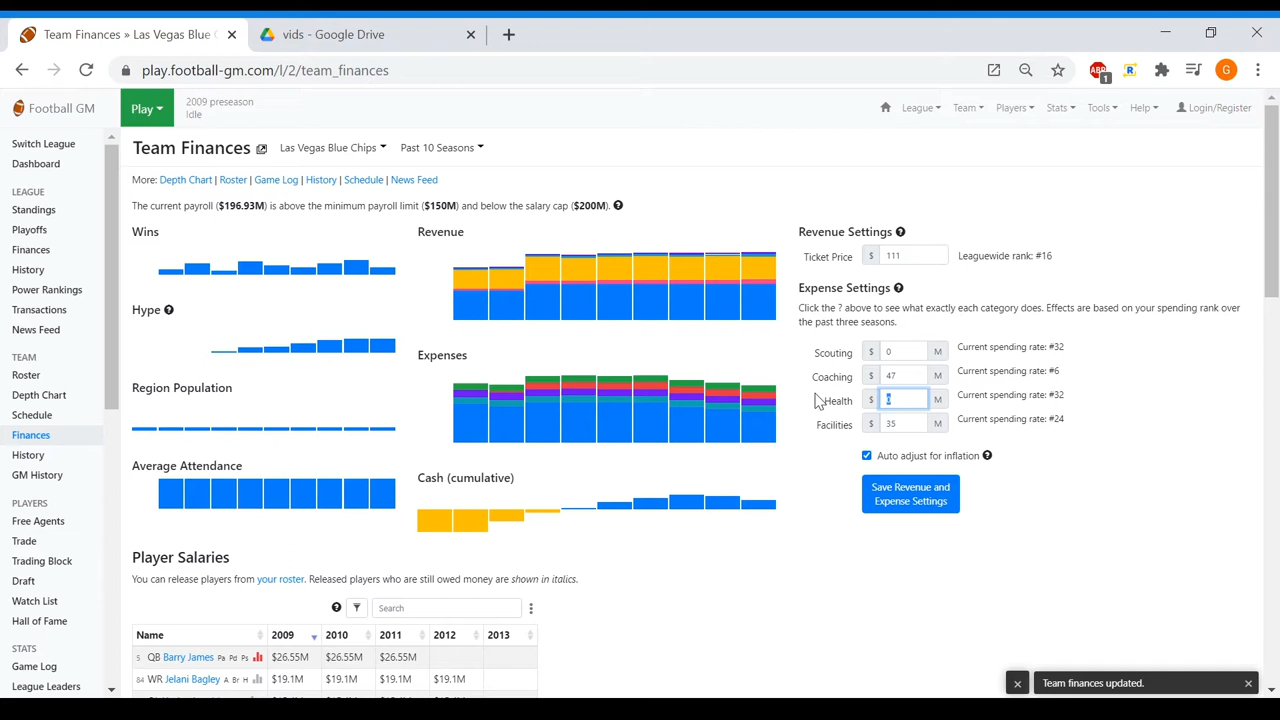 Team Finances » Las Vegas Blue C
vids - Google Drive
play.football-gm.com/l/2/team_finances
ABP
1
R
G
Football GM
Play
2009 preseason
Idle
League
Team
Players
Stats
Tools
Help
Login/Register
Switch League
Dashboard
LEAGUE
Standings
Playoffs
Finances
History
Power Rankings
Transactions
News Feed
TEAM
Roster
Depth Chart
Schedule
Finances
History
GM History
PLAYERS
Free Agents
Trade
Trading Block
Draft
Watch List
Hall of Fame
STATS
Game Log
League Leaders
Team Finances
Las Vegas Blue Chips
Past 10 Seasons
More: Depth Chart | Roster | Game Log | History | Schedule | News Feed
The current payroll ($196.93M) is above the minimum payroll limit ($150M) and below the salary cap ($200M).
Wins
Hype
Region Population
Average Attendance
Revenue
Expenses
Cash (cumulative)
Revenue Settings
Ticket Price $ 111 Leaguewide rank: #16
Expense Settings
Click the ? above to see what exactly each category does. Effects are based on your spending rank
over the past three seasons.
Scouting $ 0 M Current spending rate: #32
Coaching $ 47 M Current spending rate: #6
Health $ 0 M Current spending rate: #32
Facilities $ 35 M Current spending rate: #24
Auto adjust for inflation
Save Revenue and
Expense Settings
Player Salaries
You can release players from your roster. Released players who are still owed money are shown in italics.
Search
Name 2009 2010 2011 2012 2013
5 QB Barry James Pa Pd Ps $26.55M $26.55M $26.55M
84 WR Jelani Bagley A Br H $19.1M $19.1M $19.1M $19.1M
Team finances updated.